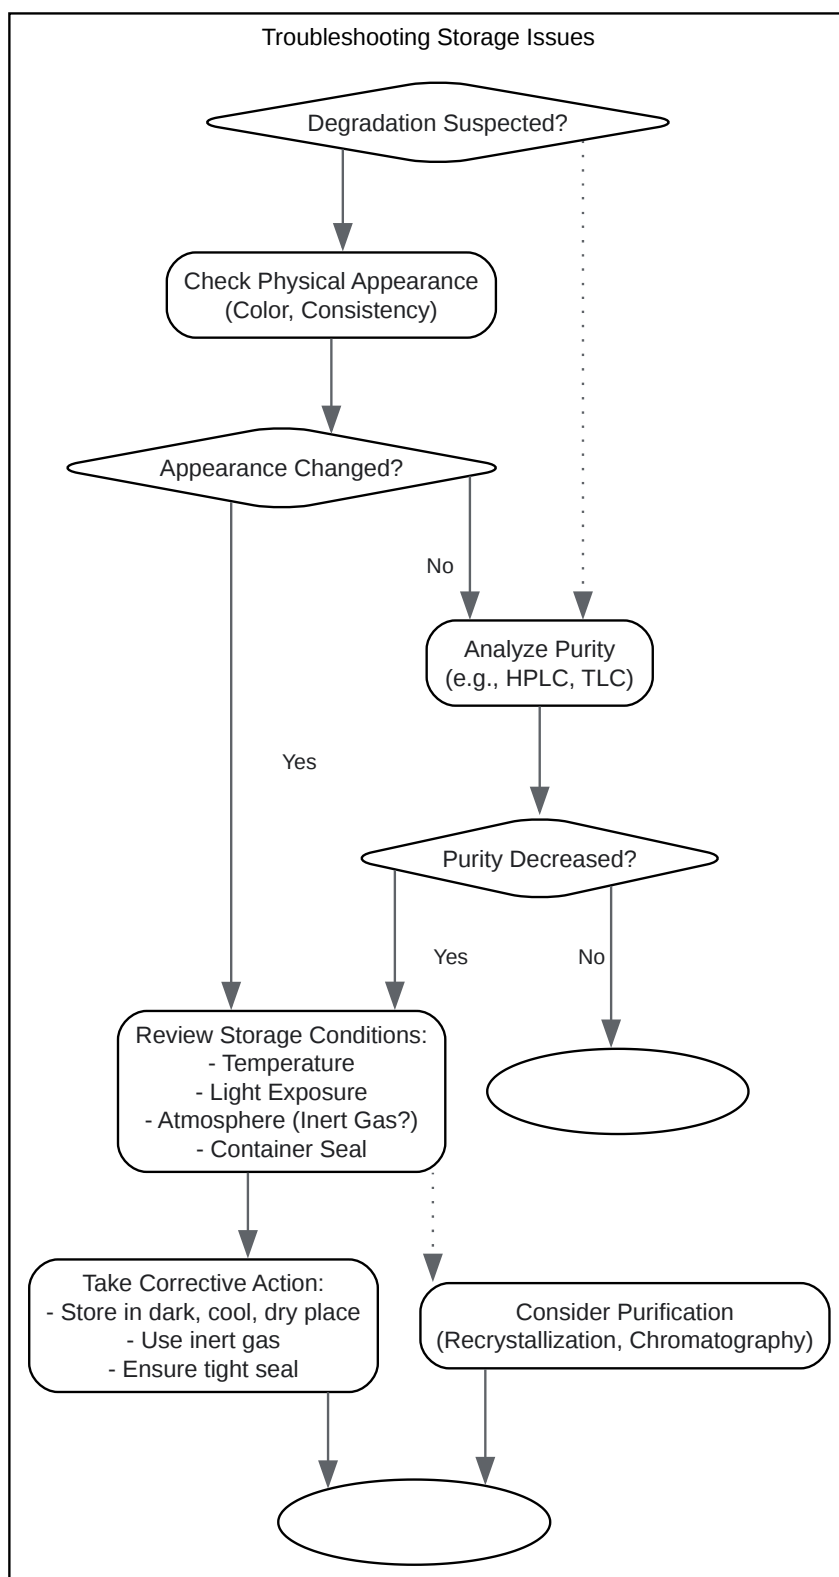 Troubleshooting Storage Issues
Degradation Suspected?
Check Physical Appearance
(Color, Consistency)
Appearance Changed?
No
Analyze Purity
(e.g., HPLC, TLC)
Yes
Purity Decreased?
Yes
No
Review Storage Conditions:
- Temperature
- Light Exposure
- Atmosphere (Inert Gas?)
- Container Seal
Take Corrective Action:
- Store in dark, cool, dry place
- Use inert gas
- Ensure tight seal
Consider Purification
(Recrystallization, Chromatography)